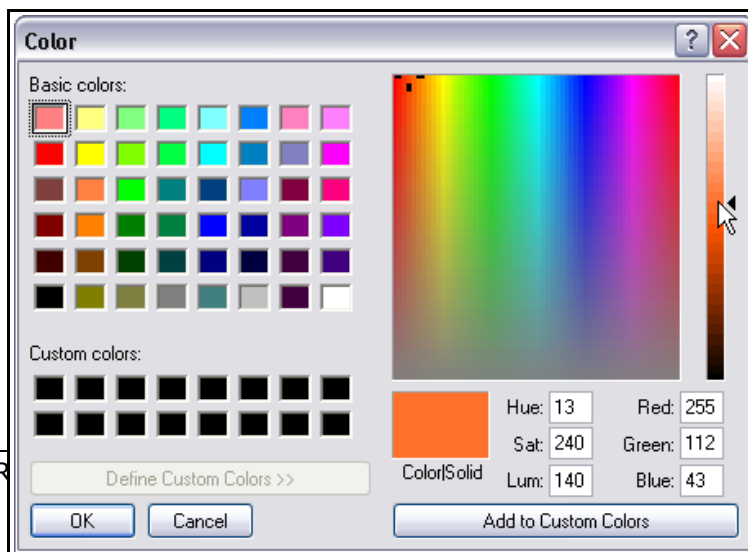 Color
?
Basic colors:
Custom colors:
Hue: 13 Red: 255
Sat: 240 Green: 112
Color|Solid Lum: 140 Blue: 43
R
Define Custom Colors >>
OK Cancel Add to Custom Colors